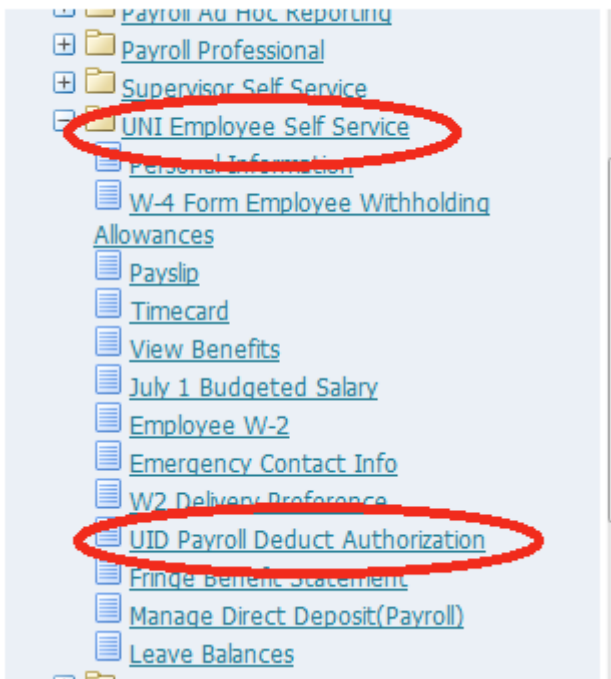 Payroll Ad Hoc Reporting
Payroll Professional
Supervisor Self Service
UNI Employee Self Service
Personal Information
W-4 Form Employee Withholding
Allowances
Payslip
Timecard
View Benefits
July 1 Budgeted Salary
Employee W-2
Emergency Contact Info
W2 Delivery Preference
UID Payroll Deduct Authorization
Fringe Benefit Statement
Manage Direct Deposit(Payroll)
Leave Balances